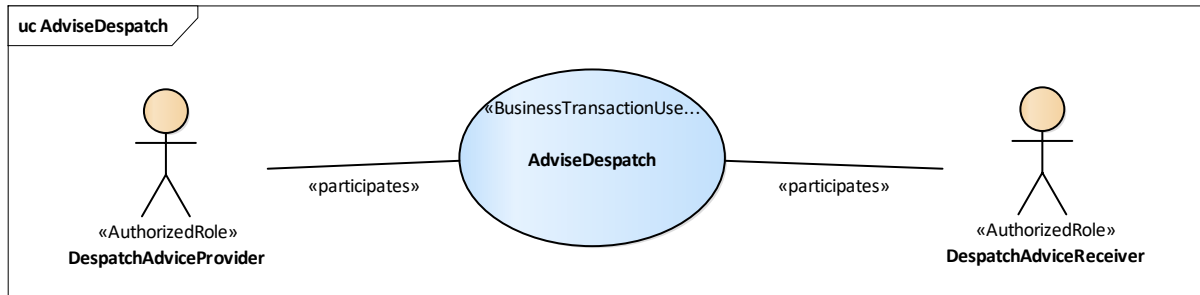 uc AdviseDespatch
«BusinessTransactionUse...
AdviseDespatch
«participates»
«participates»
«AuthorizedRole»
DespatchAdviceProvider
«AuthorizedRole»
DespatchAdviceReceiver